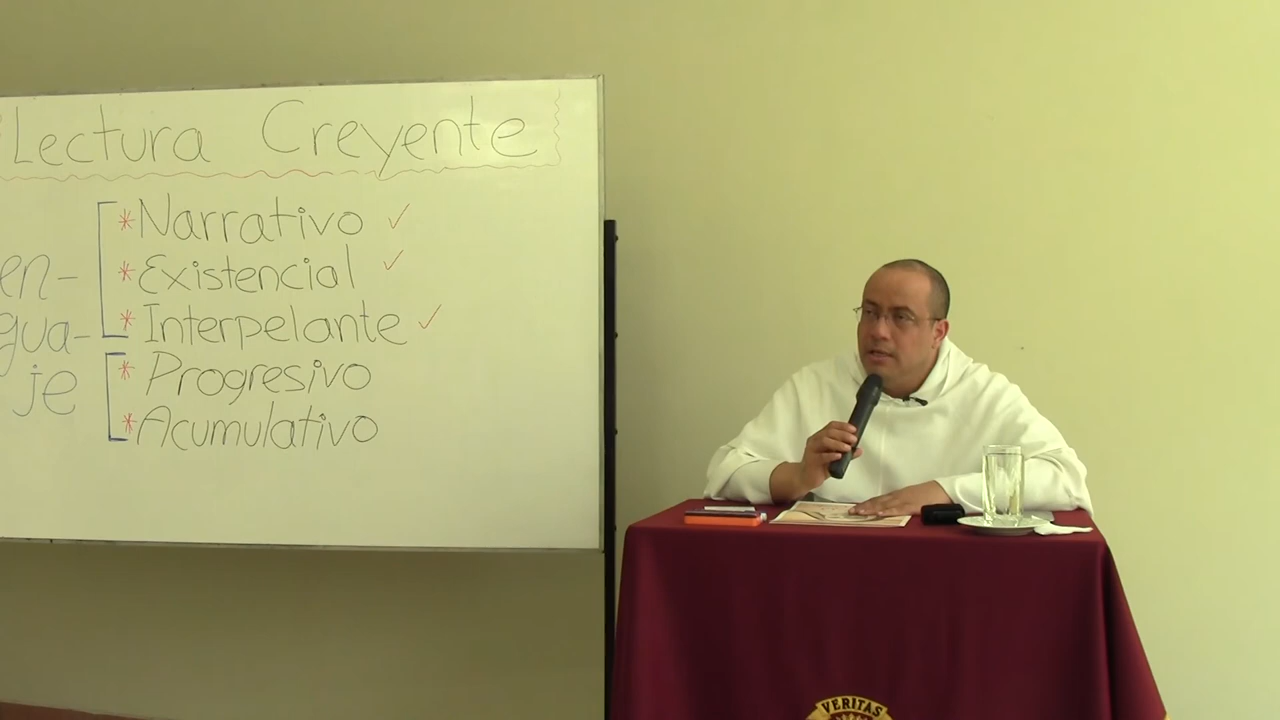 Lectura Creyente
* Narrativo ✓
* Existencial ✓
en-
* Interpelante ✓
gua-
* Progresivo
je
* Acumulativo
VERITAS